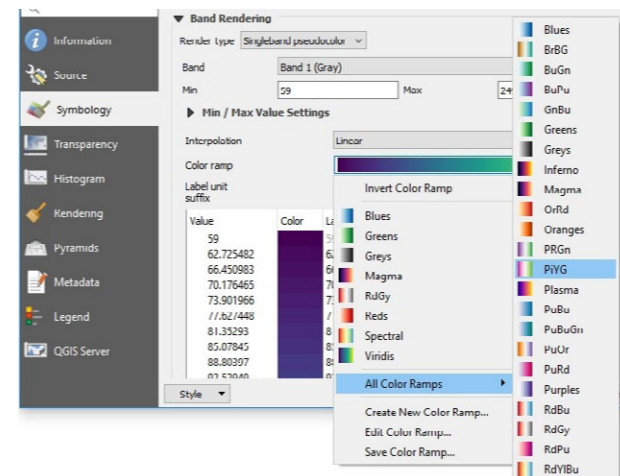 Information
Source
Symbology
Transparency
Histogram
Rendering
Pyramids
Metadata
Legend
QGIS Server
Band Rendering
Render type Singleband pseudocolor
Band Band 1 (Gray)
Min 59 Max
Min / Max Value Settings
Interpolation Linear
Color ramp
Label unit
suffix
Value Color
59
62.725482
66.450983
70.176465
73.901966
77.627448
81.35293
85.07845
88.80397
Style
Invert Color Ramp
Blues
Greens
Greys
Magma
RdGy
Reds
Spectral
Viridis
All Color Ramps
Create New Color Ramp...
Edit Color Ramp...
Save Color Ramp...
Blues
BrBG
BuGn
BuPu
GnBu
Greens
Greys
Inferno
Magma
OrRd
Oranges
PRGn
PiYG
Plasma
PuBu
PuBuGn
PuOr
PuRd
Purples
RdBu
RdGy
RdPu
RdYlBu